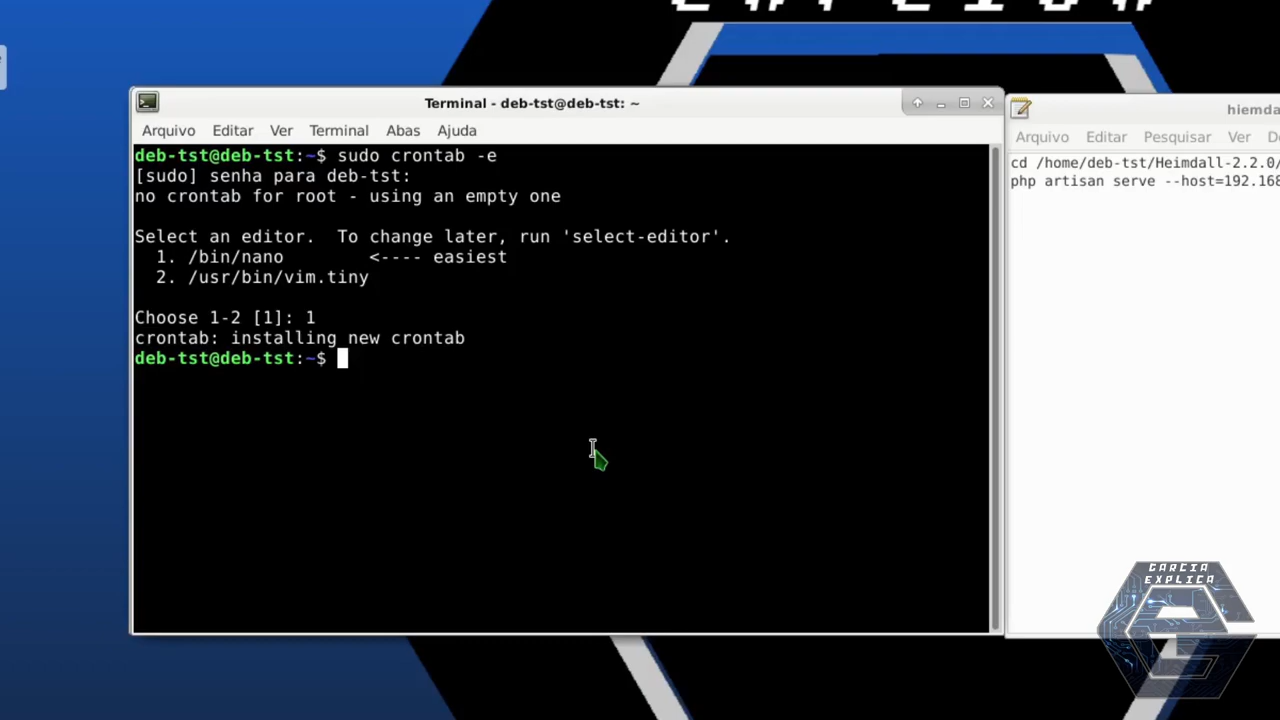 Terminal - deb-tst@deb-tst: ~
Arquivo Editar Ver Terminal Abas Ajuda
deb-tst@deb-tst:~$ sudo crontab -e
[sudo] senha para deb-tst:
no crontab for root - using an empty one
Select an editor.  To change later, run 'select-editor'.
1. /bin/nano        <---- easiest
2. /usr/bin/vim.tiny
Choose 1-2 [1]: 1
crontab: installing new crontab
deb-tst@deb-tst:~$
hiemda
Arquivo Editar Pesquisar Ver
cd /home/deb-tst/Heimdall-2.2.0/
php artisan serve --host=192.168
GARCIA
EXPLICA